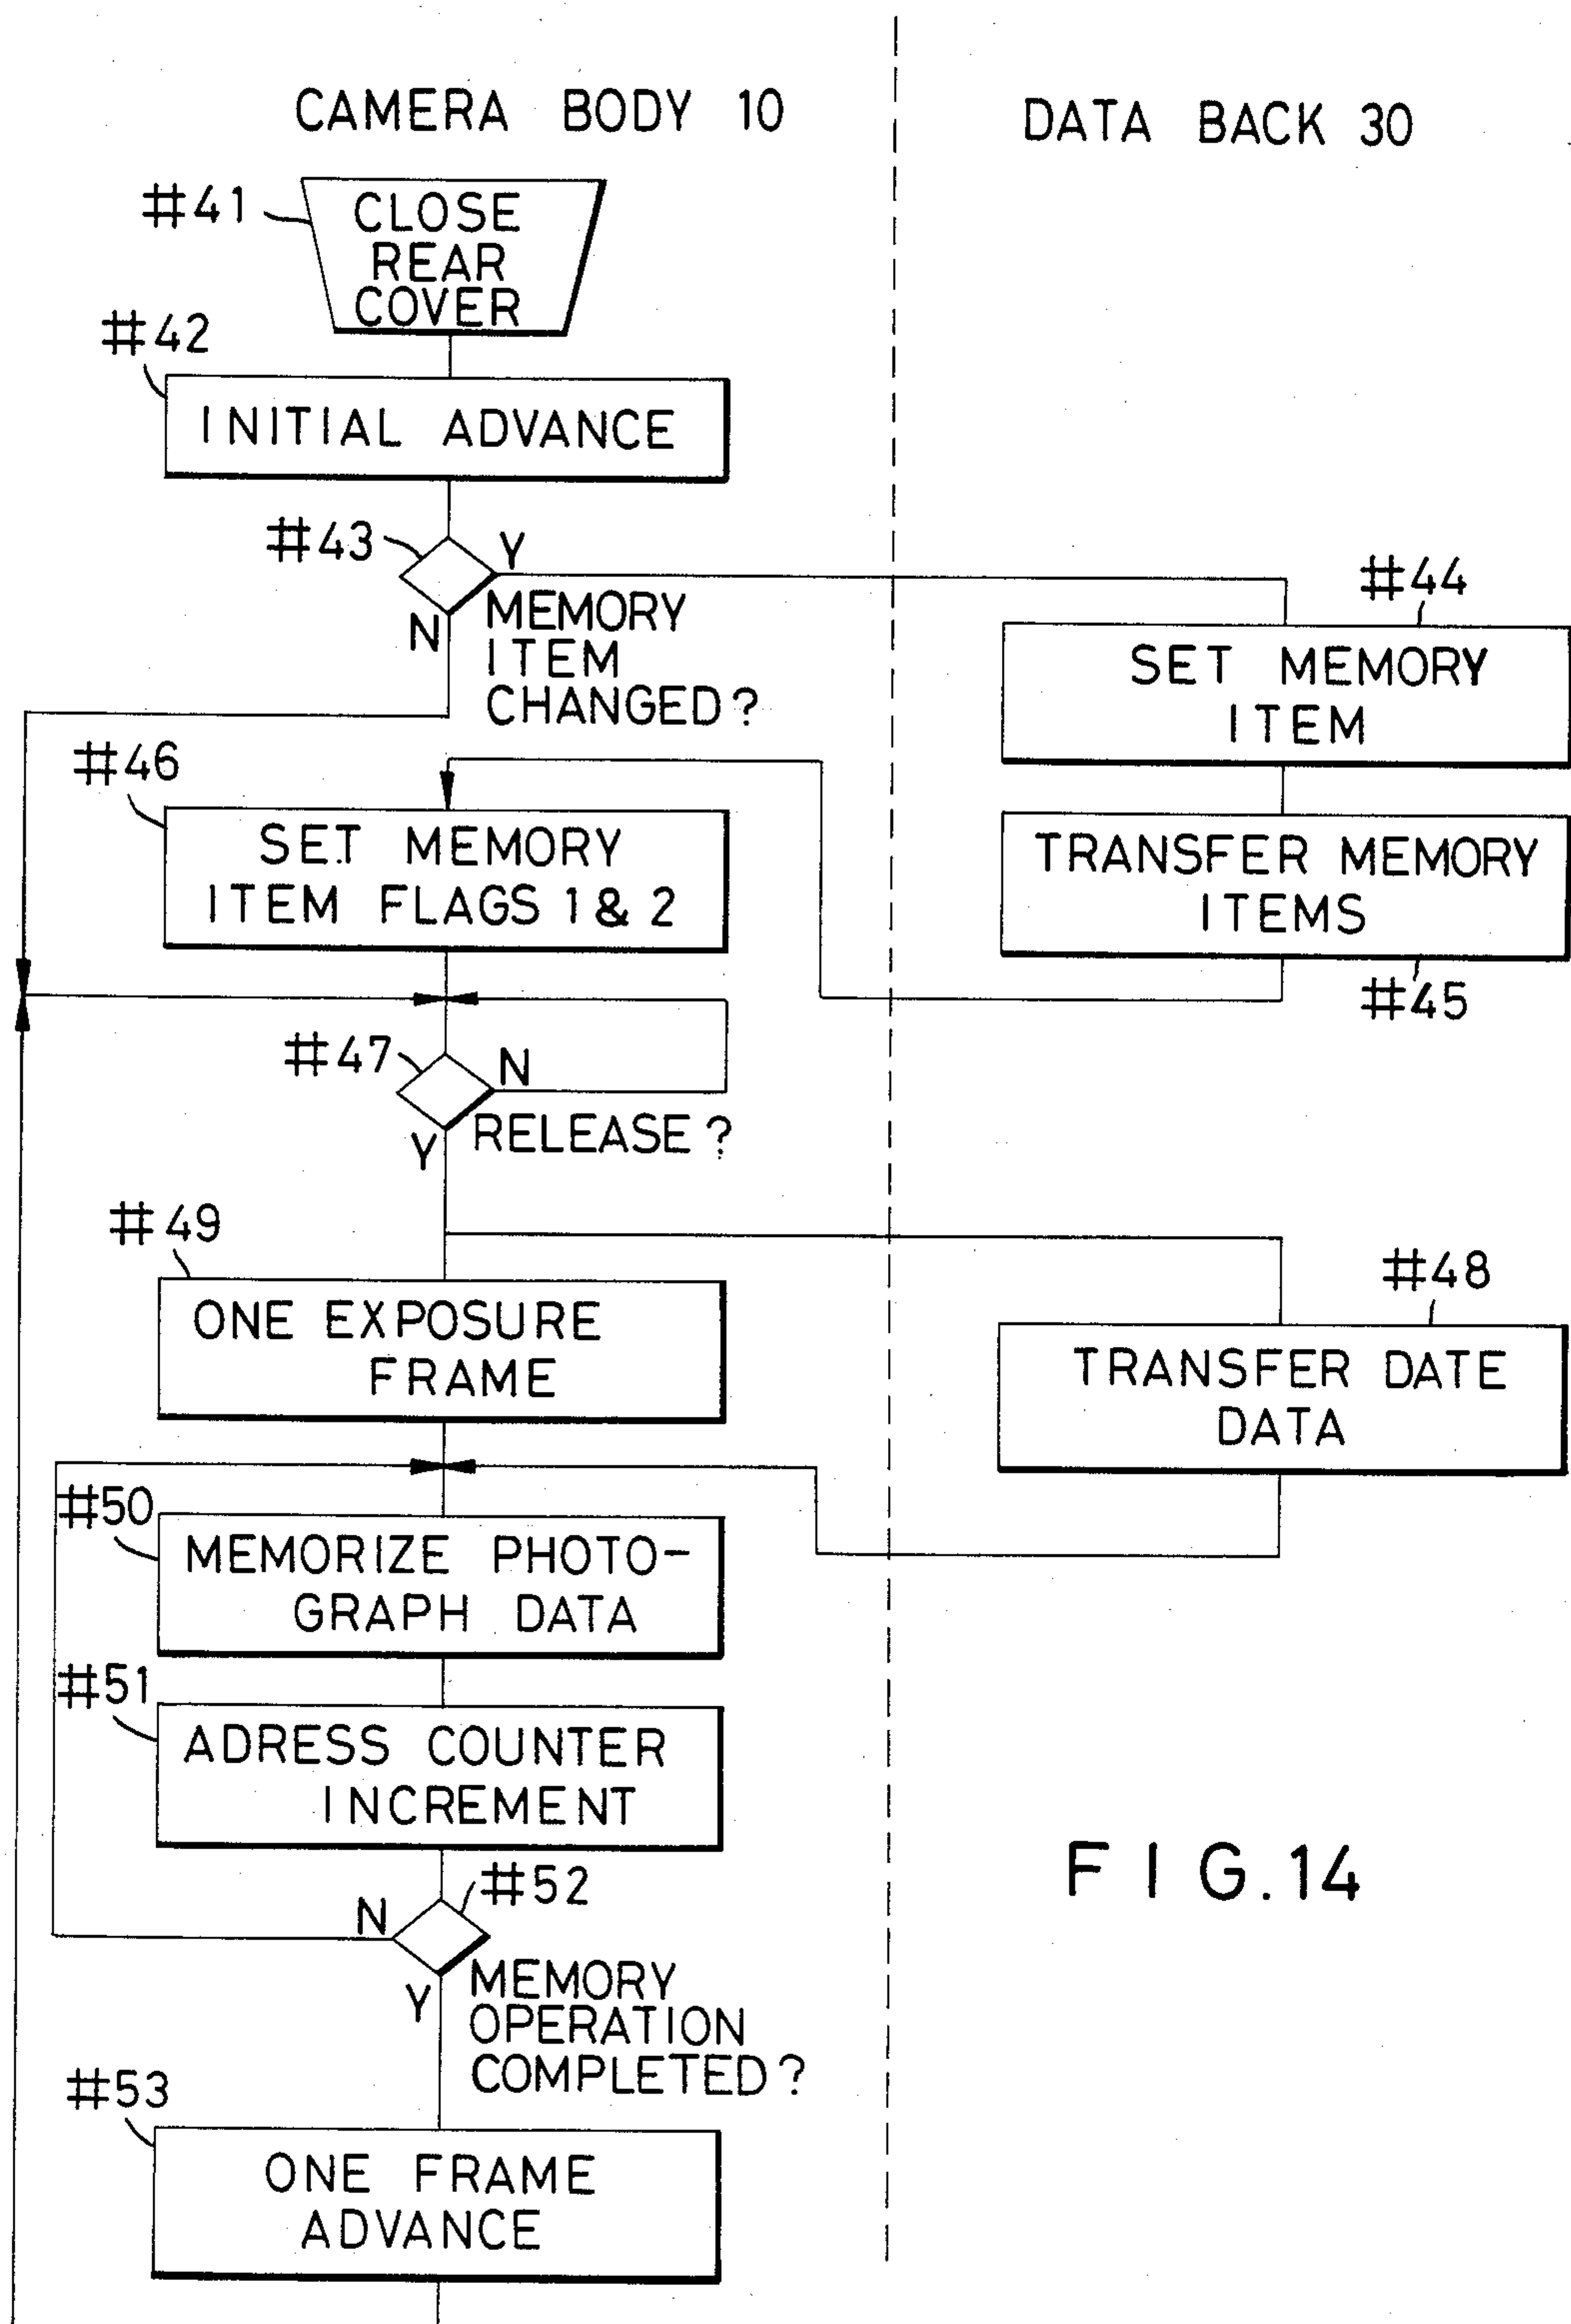 CAMERA BODY 10
DATA BACK 30
#41
CLOSE
REAR
COVER
#42
INITIAL ADVANCE
#43
Y
N
MEMORY
ITEM
CHANGED?
#44
SET MEMORY
ITEM
#46
SET MEMORY
ITEM FLAGS 1 & 2
TRANSFER MEMORY
ITEMS
#45
#47
N
RELEASE?
Y
#49
ONE EXPOSURE
FRAME
#48
TRANSFER DATE
DATA
#50
MEMORIZE PHOTO-
GRAPH DATA
#51
ADRESS COUNTER
INCREMENT
#52
N
Y
MEMORY
OPERATION
COMPLETED?
#53
ONE FRAME
ADVANCE
FIG.14